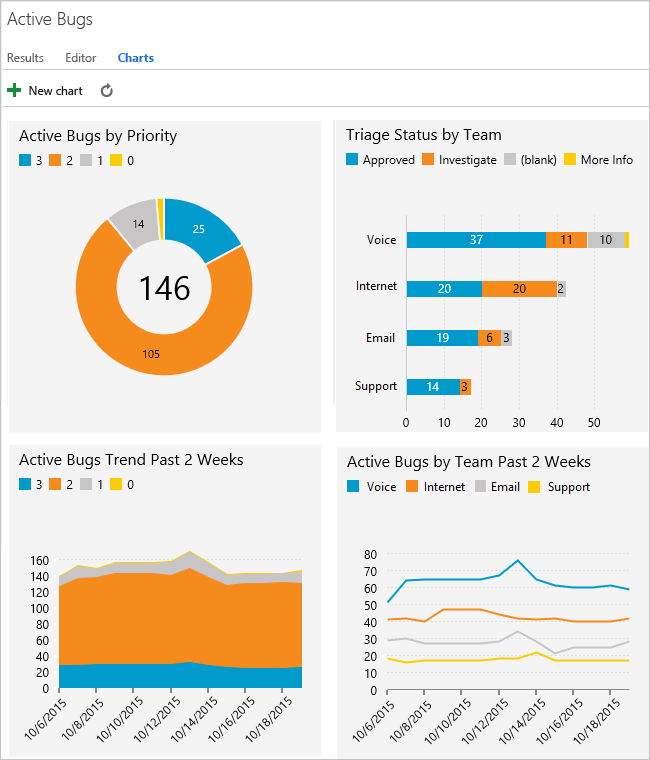 Active Bugs
Results Editor Charts
New chart
Active Bugs by Priority
3 2 1 0
14
25
146
105
Triage Status by Team
Approved Investigate (blank) More Info
Voice 37 11 10
Internet 20 20 2
Email 19 6 3
Support 14 3
0 10 20 30 40 50
Active Bugs Trend Past 2 Weeks
3 2 1 0
160
140
120
100
80
60
40
20
0
10/6/2015 10/8/2015 10/10/2015 10/12/2015 10/14/2015 10/16/2015 10/18/2015
Active Bugs by Team Past 2 Weeks
Voice Internet Email Support
80
70
60
50
40
30
20
10
0
10/6/2015 10/8/2015 10/10/2015 10/12/2015 10/14/2015 10/16/2015 10/18/2015